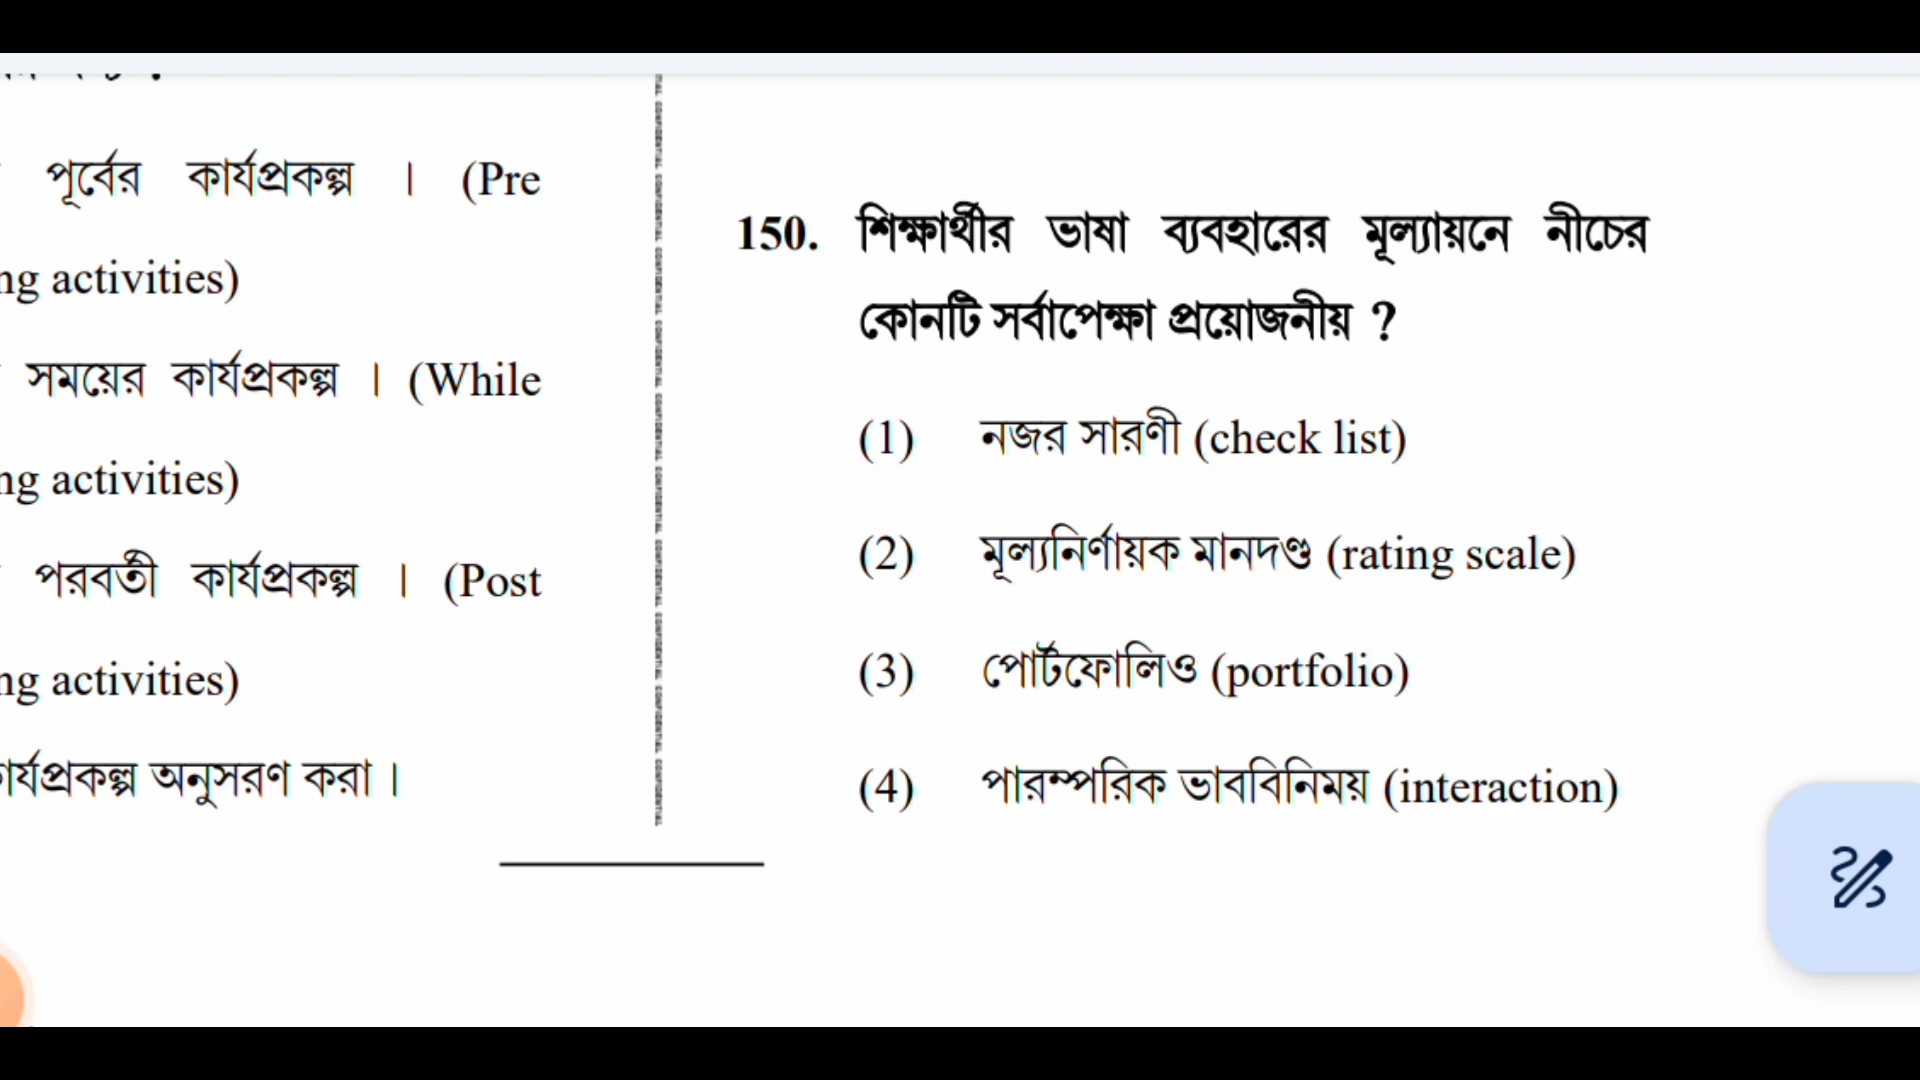 পূর্বের কার্যপ্রকল্প । (Pre
ng activities)
সময়ের কার্যপ্রকল্প । (While
ng activities)
পরবর্তী কার্যপ্রকল্প । (Post
ng activities)
কার্যপ্রকল্প অনুসরণ করা ।
150. শিক্ষার্থীর ভাষা ব্যবহারের মূল্যায়নে নীচের
কোনটি সর্বাপেক্ষা প্রয়োজনীয় ?
(1) নজর সারণী (check list)
(2) মূল্যনির্ণায়ক মানদণ্ড (rating scale)
(3) পোর্টফোলিও (portfolio)
(4) পারস্পরিক ভাববিনিময় (interaction)